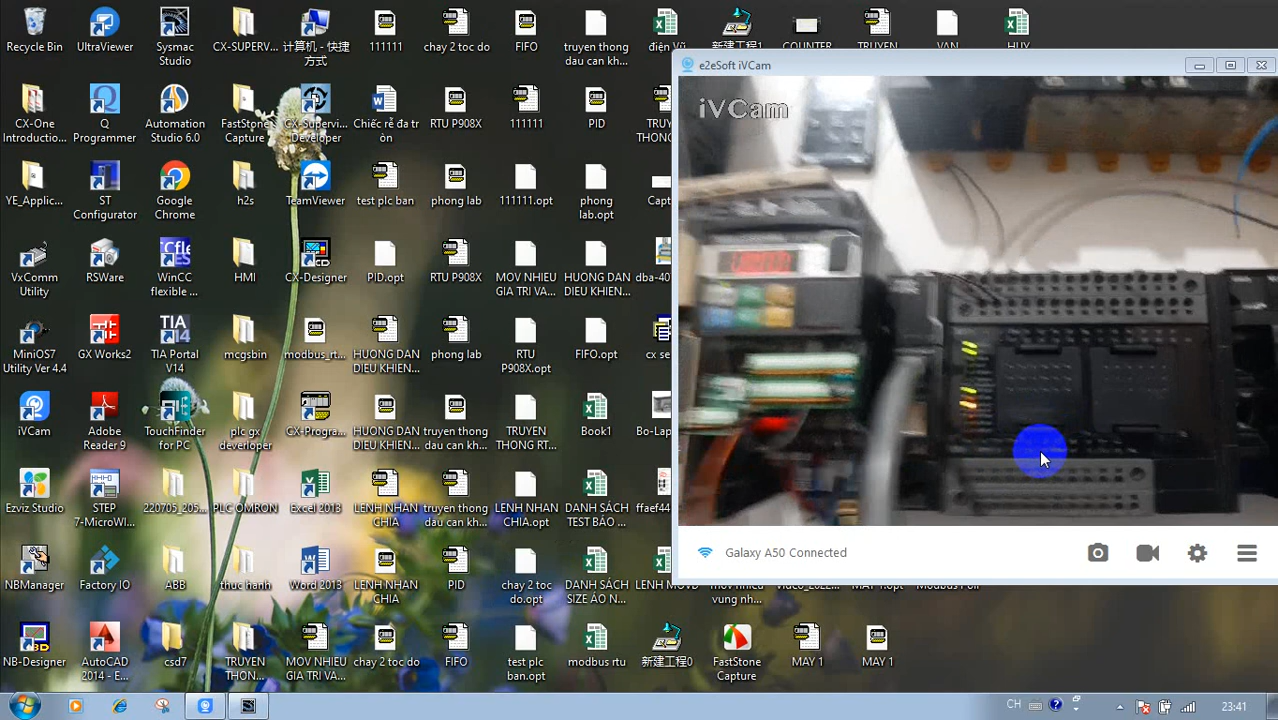 Recycle Bin
UltraViewer
Sysmac
Studio
CX-SUPERV...
计算机 - 快捷
方式
111111
chay 2 toc do
FIFO
truyen thong
dau can kh...
điện Vũ
新建工程1
COUNTER
TRUYEN
VAN
HUY
CX-One
Introductio...
Q
Programmer
Automation
Studio 6.0
FastStone
Capture
CX-Supervi...
Developer
Chiếc rễ đa tr
òn
RTU P908X
111111
PID
TRUYEN
THONG
YE_Applic...
ST
Configurator
Google
Chrome
h2s
TeamViewer
test plc ban
phong lab
111111.opt
phong
lab.opt
Capt
VxComm
Utility
RSWare
WinCC
flexible ...
HMI
CX-Designer
PID.opt
RTU P908X
MOV NHIEU
GIA TRI VA...
HUONG DAN
DIEU KHIEN...
dba-40
MiniOS7
Utility Ver 4.4
GX Works2
TIA Portal
V14
mcgsbin
modbus_rt...
HUONG DAN
DIEU KHIEN...
phong lab
RTU
P908X.opt
FIFO.opt
cx se
iVCam
Adobe
Reader 9
TouchFinder
for PC
plc gx
deverloper
CX-Progra...
HUONG DAN
DIEU KHIEN...
truyen thong
dau can kh...
TRUYEN
THONG RT...
Book1
Bo-Lap
Ezviz Studio
STEP
7-MicroWI...
220705_205...
PLC OMRON
Excel 2013
LENH NHAN
CHIA
truyen thong
dau can kh...
LENH NHAN
CHIA.opt
DANH SÁCH
TEST BÁO ...
ffaef44
NBManager
Factory IO
ABB
thuc hanh
Word 2013
LENH NHAN
CHIA
PID
chay 2 toc
do.opt
DANH SÁCH
SIZE ÁO N...
LENH MOV
NB-Designer
AutoCAD
2014 - E...
csd7
TRUYEN
THON...
MOV NHIEU
GIA TRI VA...
chay 2 toc do
FIFO
test plc
ban.opt
modbus rtu
新建工程0
FastStone
Capture
MAY 1
MAY 1
e2eSoft iVCam
iVCam
Galaxy A50 Connected
CH
23:41